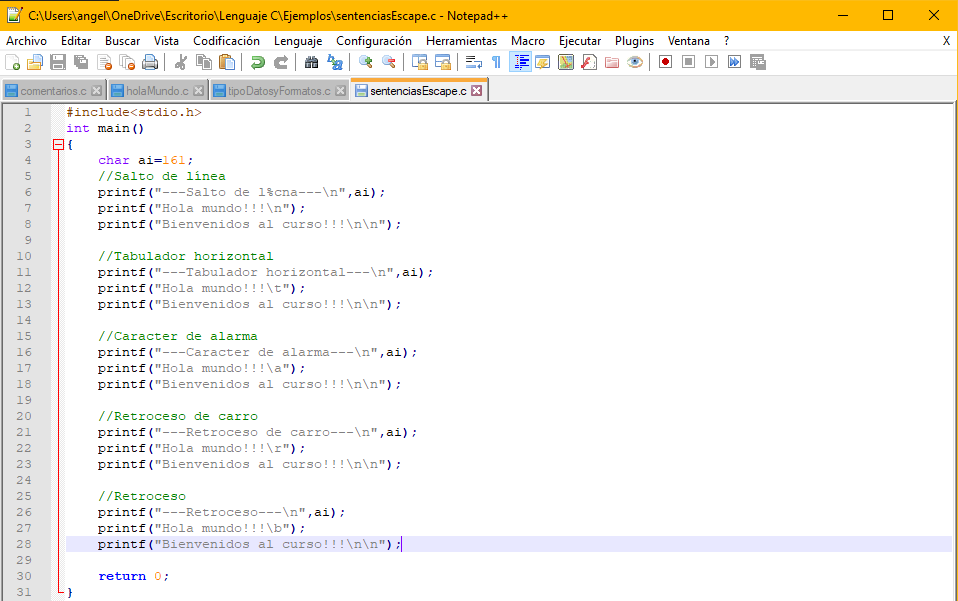 C:\Users\angel\OneDrive\Escritorio\Lenguaje C\Ejemplos\sentenciasEscape.c - Notepad++
Archivo Editar Buscar Vista Codificación Lenguaje Configuración Herramientas Macro Ejecutar Plugins Ventana ? X
comentarios.c holaMundo.c tipoDatosyFormatos.c sentenciasEscape.c
1 #include<stdio.h>
2 int main()
3 {
4 char ai=161;
5 //Salto de línea
6 printf("---Salto de l%cna---\n",ai);
7 printf("Hola mundo!!!\n");
8 printf("Bienvenidos al curso!!!\n\n");
9
10 //Tabulador horizontal
11 printf("---Tabulador horizontal---\n",ai);
12 printf("Hola mundo!!!\t");
13 printf("Bienvenidos al curso!!!\n\n");
14
15 //Caracter de alarma
16 printf("---Caracter de alarma---\n",ai);
17 printf("Hola mundo!!!\a");
18 printf("Bienvenidos al curso!!!\n\n");
19
20 //Retroceso de carro
21 printf("---Retroceso de carro---\n",ai);
22 printf("Hola mundo!!!\r");
23 printf("Bienvenidos al curso!!!\n\n");
24
25 //Retroceso
26 printf("---Retroceso---\n",ai);
27 printf("Hola mundo!!!\b");
28 printf("Bienvenidos al curso!!!\n\n");
29
30 return 0;
31 }